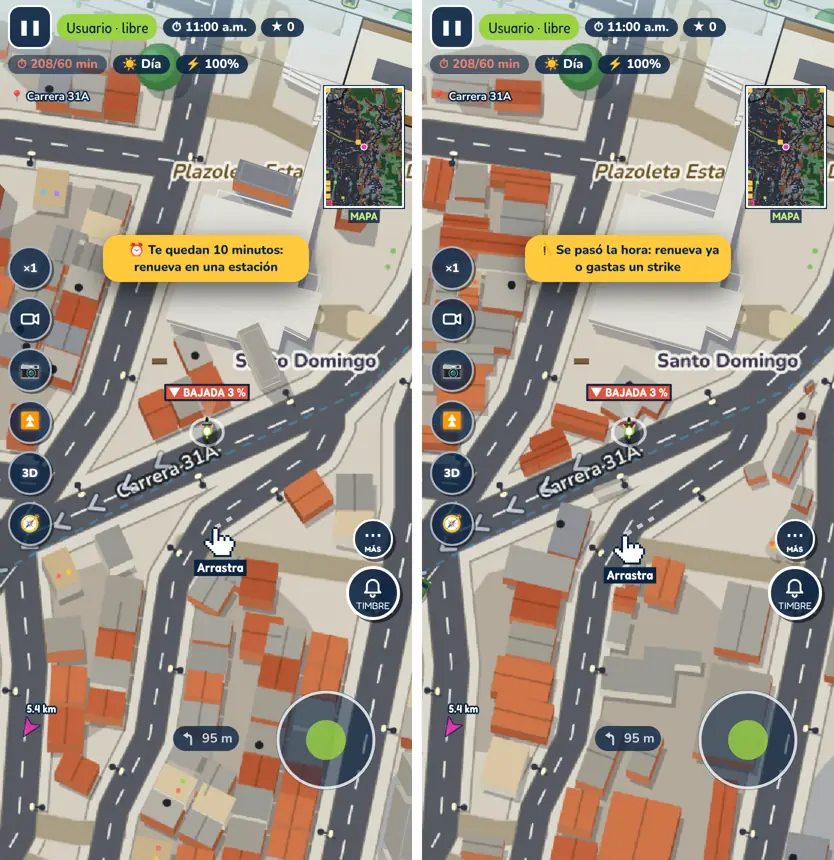 Usuario · libre
11:00 a.m.
★ 0
208/60 min
Día
100%
Carrera 31A
Plazoleta Esta
MAPA
Te quedan 10 minutos:
renueva en una estación
×1
Santo Domingo
▼ BAJADA 3 %
3D
Carrera 31A
Arrastra
... MÁS
TIMBRE
5.4 km
95 m
Usuario · libre
11:00 a.m.
★ 0
208/60 min
Día
100%
Carrera 31A
Plazoleta Esta
MAPA
Se pasó la hora: renueva ya
o gastas un strike
×1
Santo Domingo
▼ BAJADA 3 %
3D
Carrera 31A
Arrastra
... MÁS
TIMBRE
5.4 km
95 m